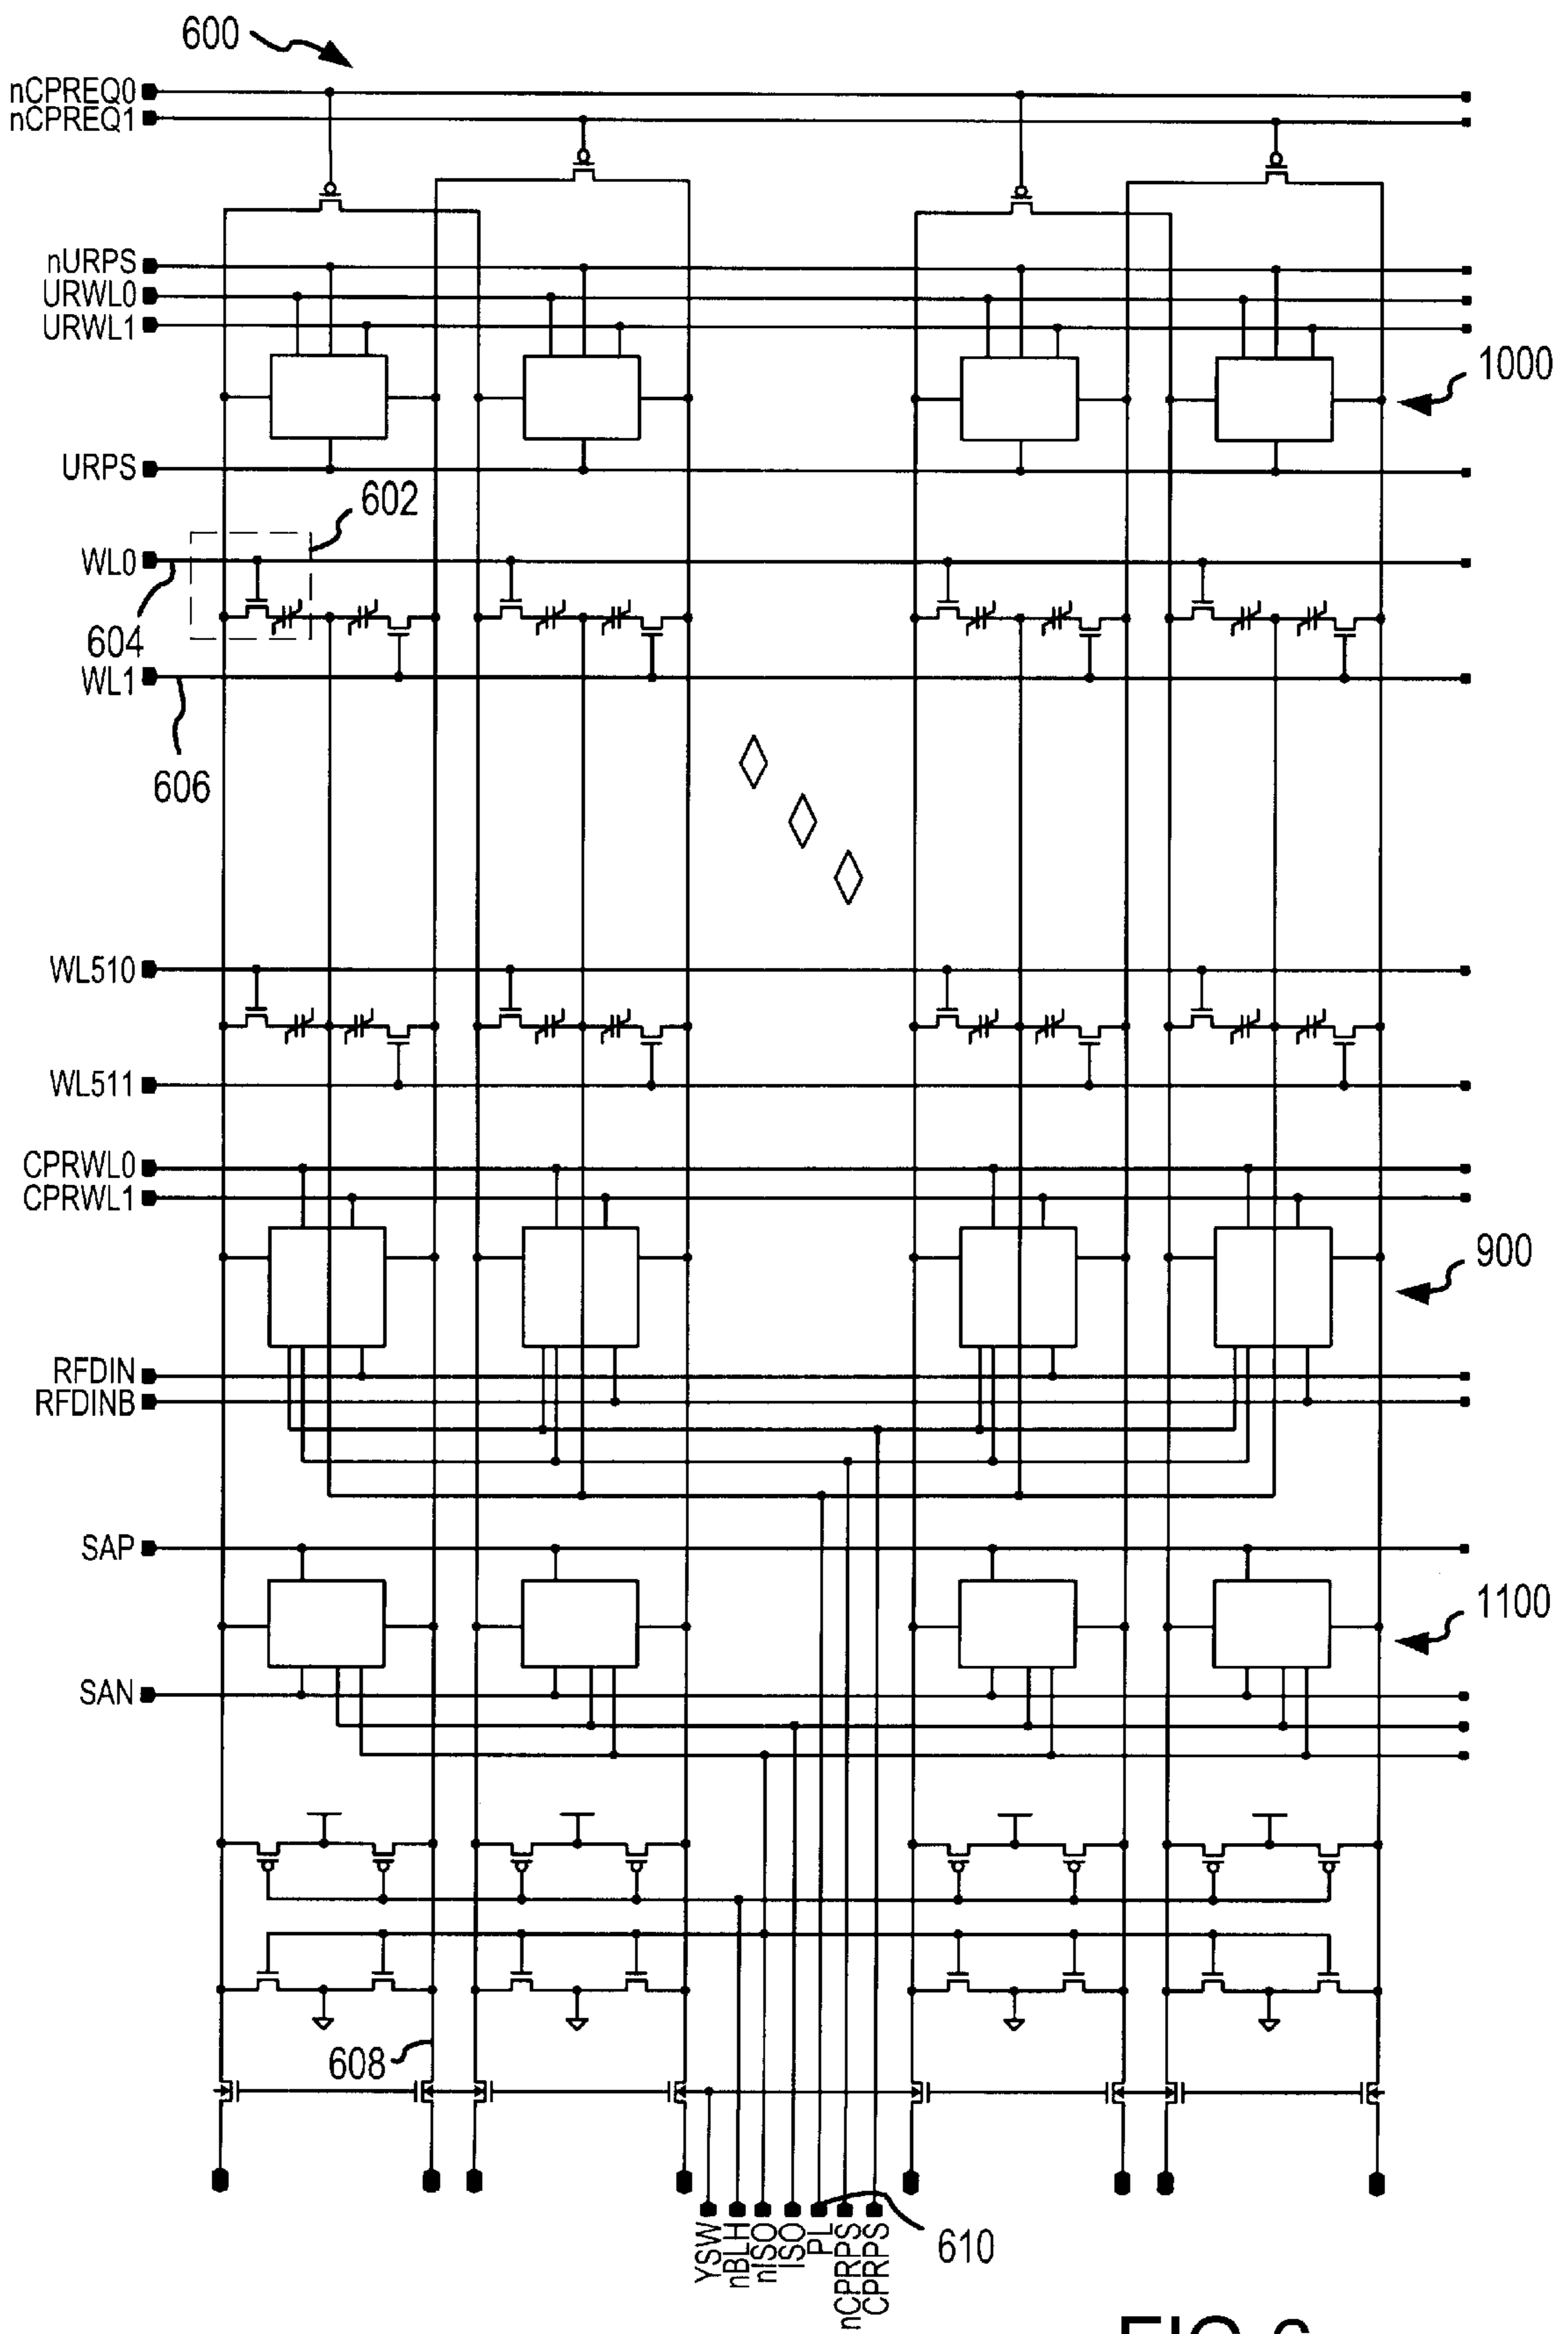 600
nCPREQ0
nCPREQ1
nURPS
URWL0
URWL1
1000
URPS
602
WL0
604
WL1
606
WL510
WL511
CPRWL0
CPRWL1
900
RFDIN
RFDINB
SAP
1100
SAN
608
YSW
nBLH
nISO
ISO
PL
nCPRPS
CPRPS
610